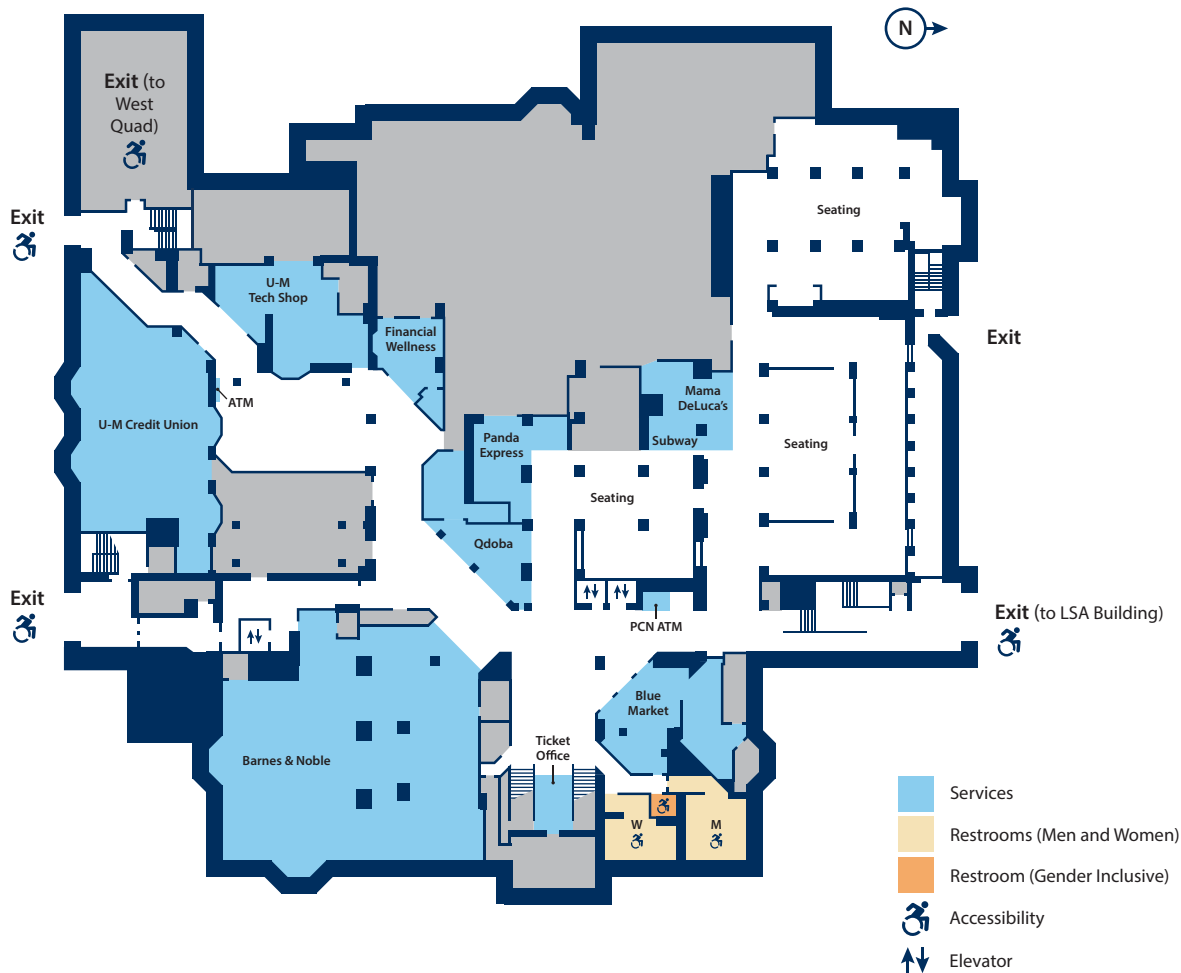 N
Exit (to
West
Quad)
Exit
Seating
U-M
Tech Shop
Financial
Wellness
Exit
Mama
DeLuca's
ATM
U-M Credit Union
Panda
Express
Subway
Seating
Seating
Qdoba
Exit
PCN ATM
Exit (to LSA Building)
Blue
Market
Ticket
Office
Barnes & Noble
W
M
Services
Restrooms (Men and Women)
Restroom (Gender Inclusive)
Accessibility
Elevator